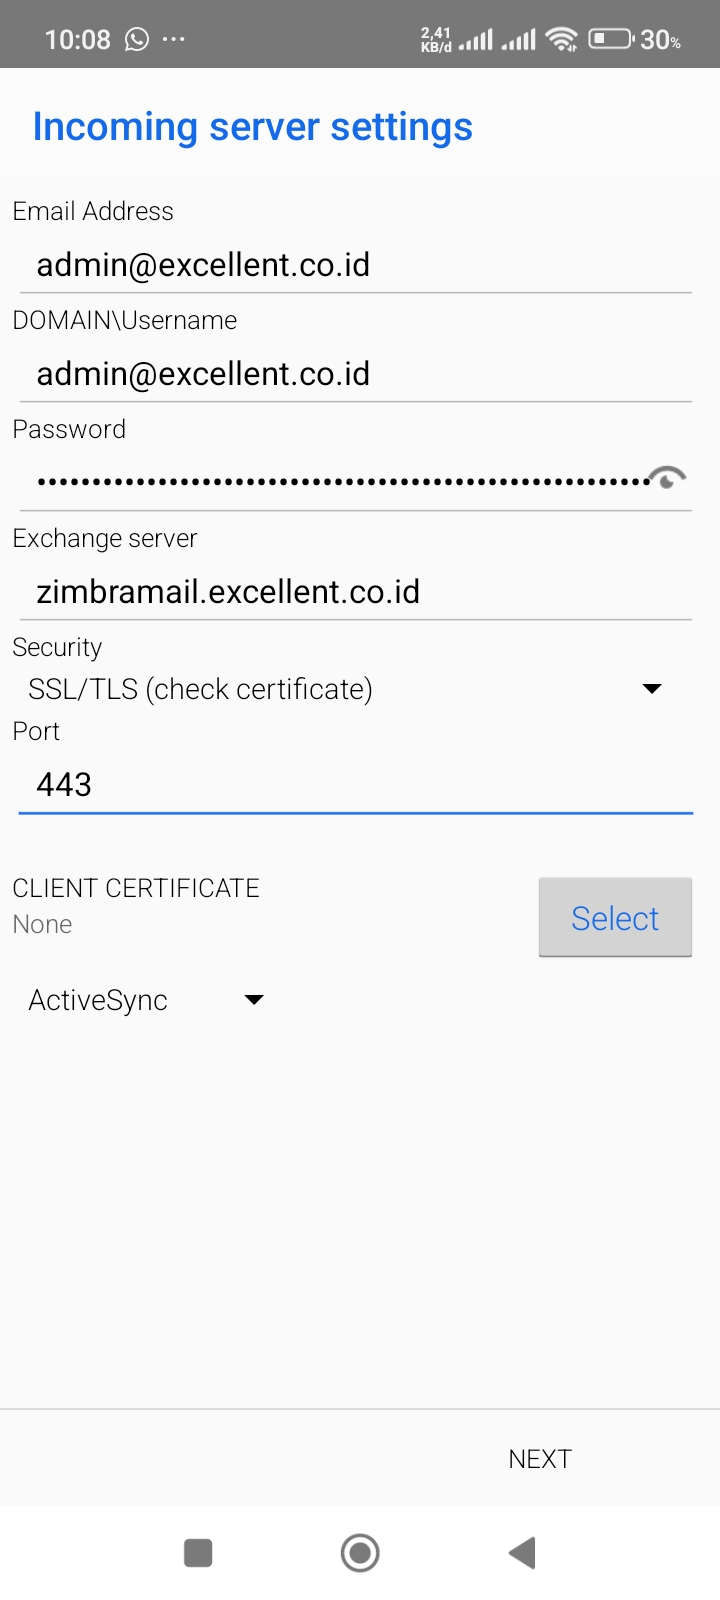 10:08 ... 2,41 KB/d 30%
Incoming server settings
Email Address
admin@excellent.co.id
DOMAIN\Username
admin@excellent.co.id
Password
••••••••••••••••••••••••••••••••••••••••••••••••••••••••
Exchange server
zimbramail.excellent.co.id
Security
SSL/TLS (check certificate)
Port
443
CLIENT CERTIFICATE
None
Select
ActiveSync
NEXT